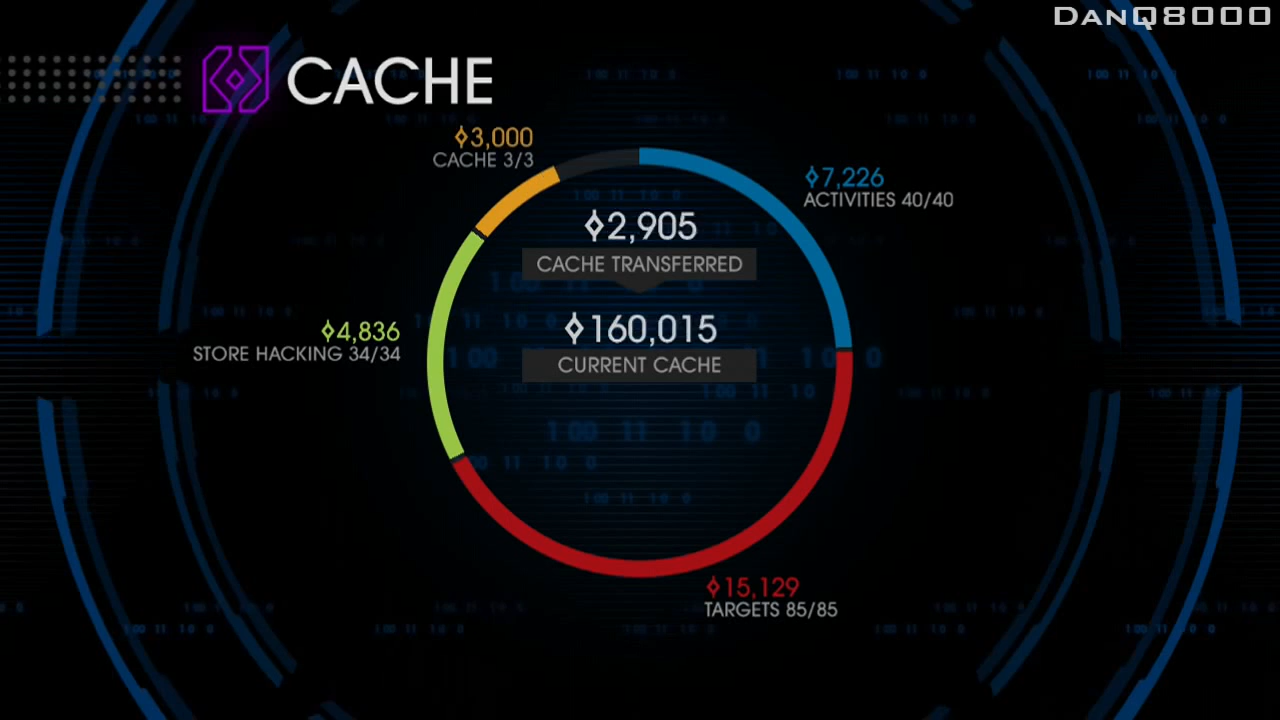 DanQ8000
CACHE
3,000
CACHE 3/3
7,226
ACTIVITIES 40/40
2,905
CACHE TRANSFERRED
160,015
CURRENT CACHE
4,836
STORE HACKING 34/34
15,129
TARGETS 85/85